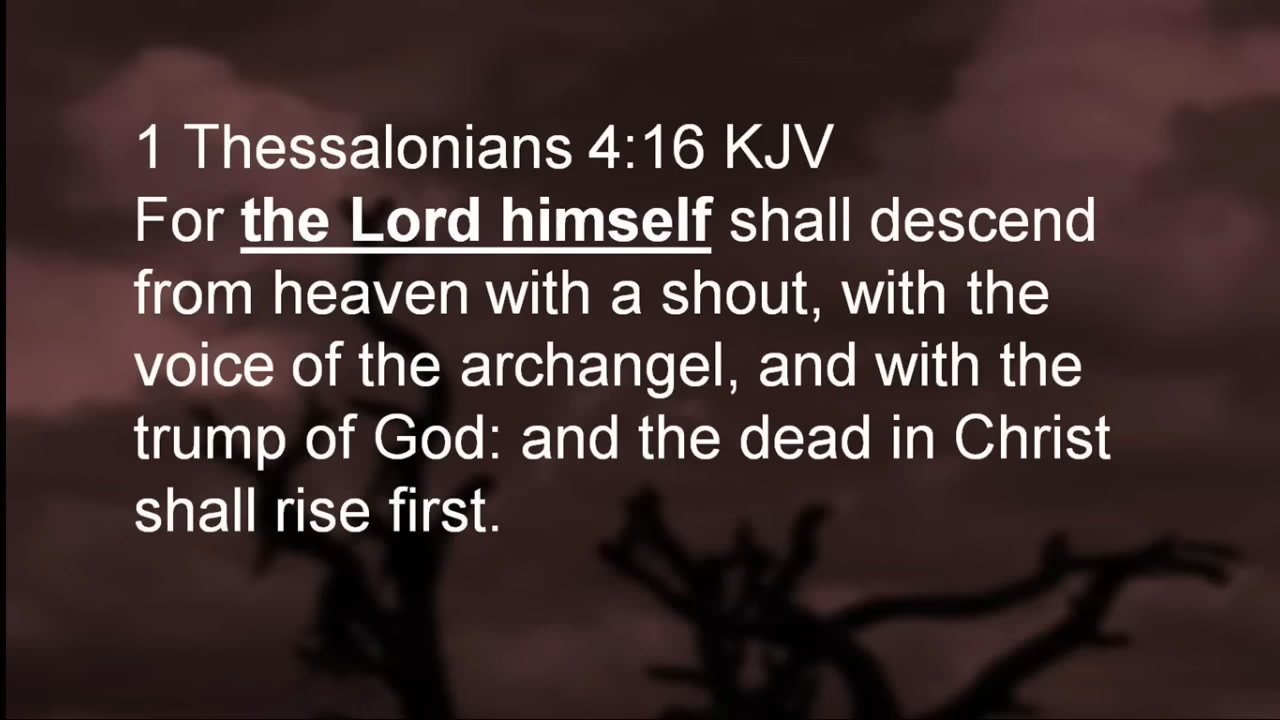 1 Thessalonians 4:16 KJV
For the Lord himself shall descend
from heaven with a shout, with the
voice of the archangel, and with the
trump of God: and the dead in Christ
shall rise first.